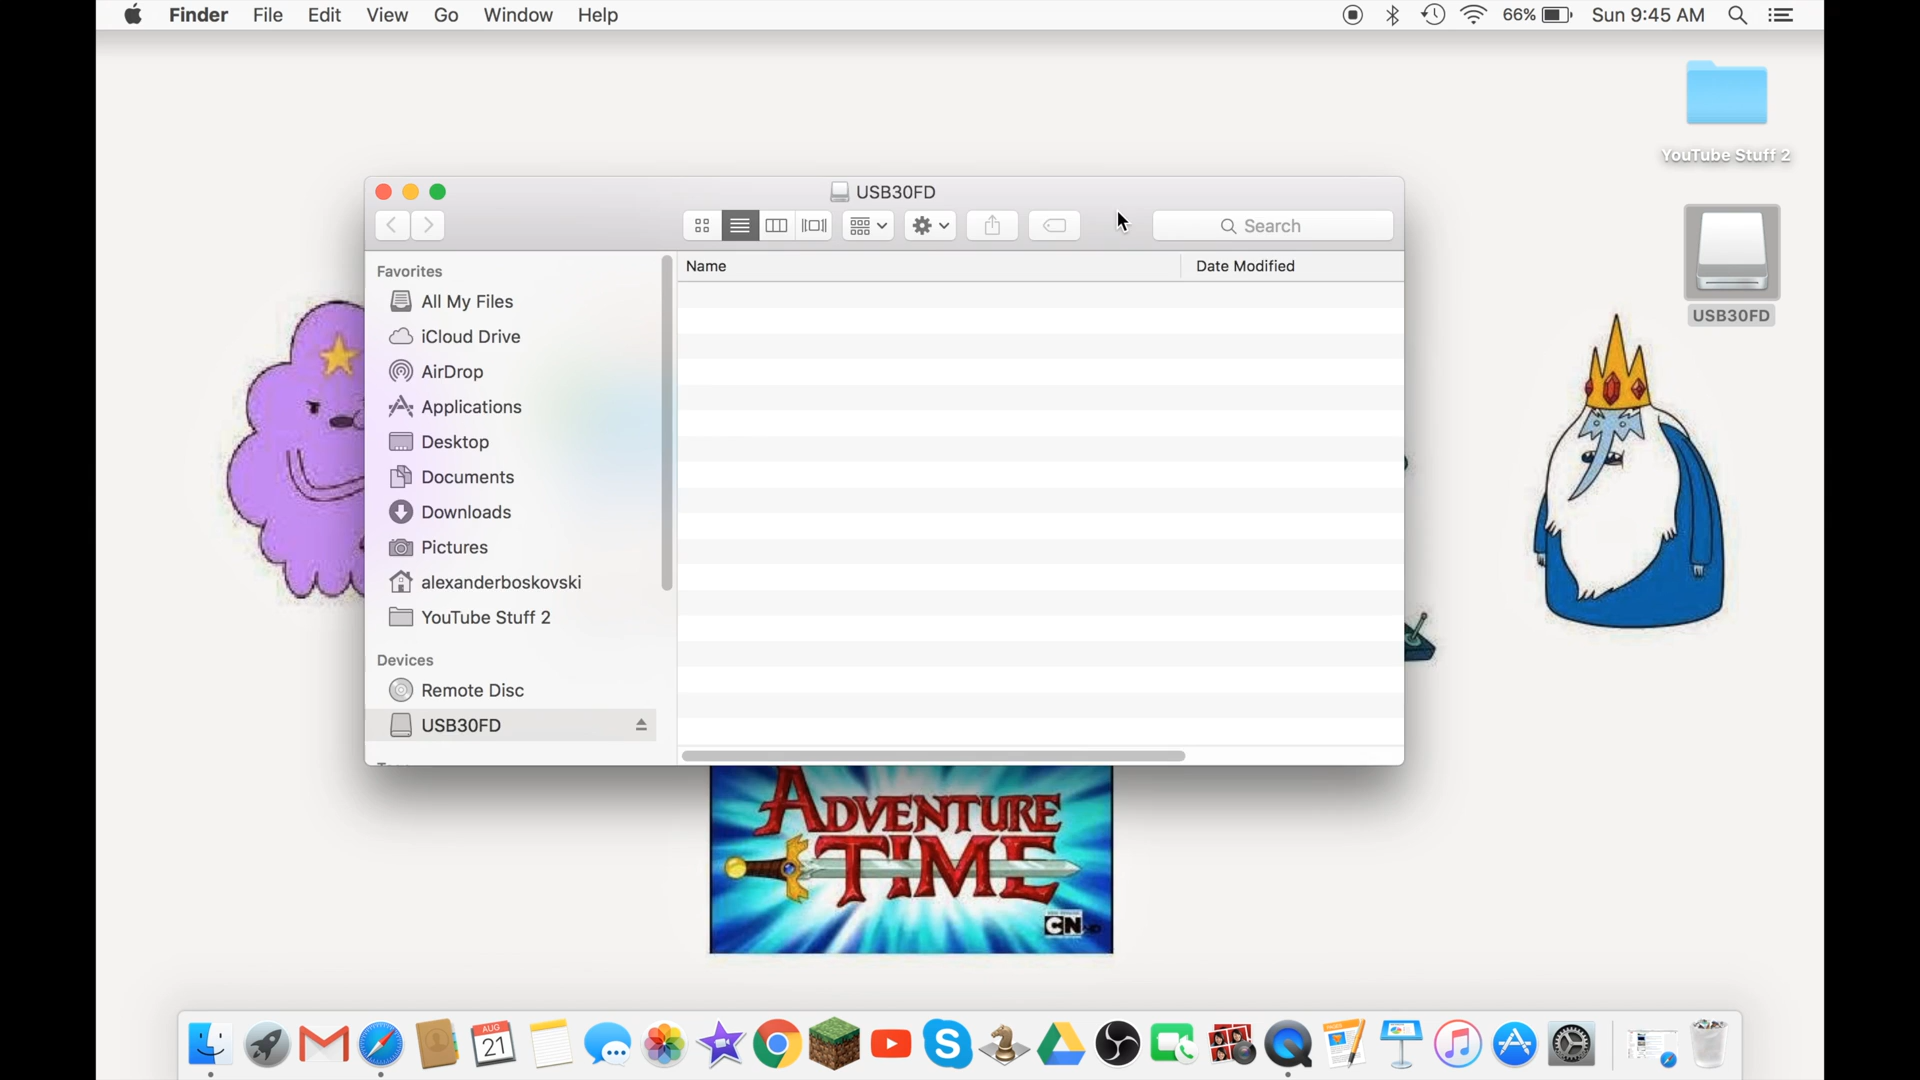 Finder File Edit View Go Window Help 66% Sun 9:45 AM
YouTube Stuff 2
USB30FD
USB30FD
Search
Favorites
All My Files
iCloud Drive
AirDrop
Applications
Desktop
Documents
Downloads
Pictures
alexanderboskovski
YouTube Stuff 2
Devices
Remote Disc
USB30FD
Name Date Modified
ADVENTURE
TIME
CN
AUG
21
PAGES